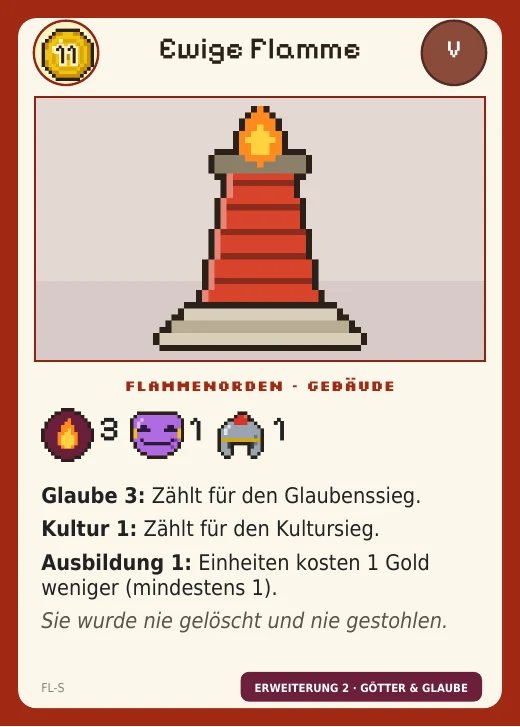 11
Ewige Flamme
V
FLAMMENORDEN · GEBÄUDE
3 1 1
Glaube 3: Zählt für den Glaubenssieg.
Kultur 1: Zählt für den Kultursieg.
Ausbildung 1: Einheiten kosten 1 Gold
weniger (mindestens 1).
Sie wurde nie gelöscht und nie gestohlen.
FL-S
ERWEITERUNG 2 · GÖTTER & GLAUBE